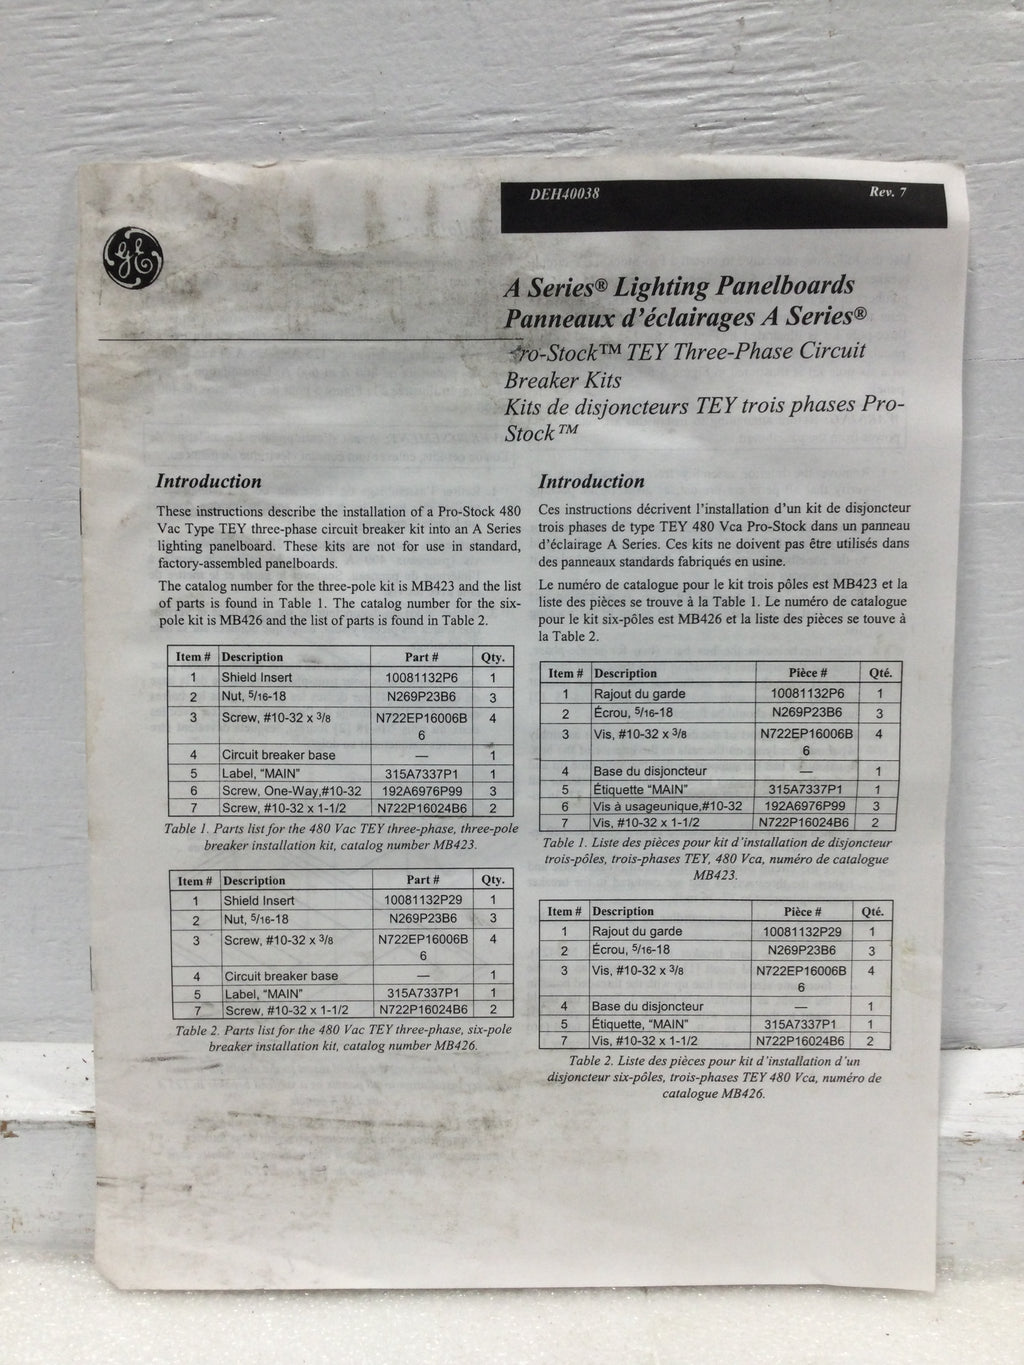 DEH40038 Rev. 7
GE
A Series® Lighting Panelboards
Panneaux d'éclairages A Series®
ro-Stock™ TEY Three-Phase Circuit
Breaker Kits
Kits de disjoncteurs TEY trois phases Pro-
Stock™
Introduction
These instructions describe the installation of a Pro-Stock 480
Vac Type TEY three-phase circuit breaker kit into an A Series
lighting panelboard. These kits are not for use in standard,
factory-assembled panelboards.
The catalog number for the three-pole kit is MB423 and the list
of parts is found in Table 1. The catalog number for the six-
pole kit is MB426 and the list of parts is found in Table 2.
Item # Description Part # Qty.
1 Shield Insert 10081132P6 1
2 Nut, 5/16-18 N269P23B6 3
3 Screw, #10-32 x 3/8 N722EP16006B 4
6
4 Circuit breaker base — 1
5 Label, “MAIN” 315A7337P1 1
6 Screw, One-Way,#10-32 192A6976P99 3
7 Screw, #10-32 x 1-1/2 N722P16024B6 2
Table 1. Parts list for the 480 Vac TEY three-phase, three-pole
breaker installation kit, catalog number MB423.
Item # Description Part # Qty.
1 Shield Insert 10081132P29 1
2 Nut, 5/16-18 N269P23B6 3
3 Screw, #10-32 x 3/8 N722EP16006B 4
6
4 Circuit breaker base — 1
5 Label, “MAIN” 315A7337P1 1
7 Screw, #10-32 x 1-1/2 N722P16024B6 2
Table 2. Parts list for the 480 Vac TEY three-phase, six-pole
breaker installation kit, catalog number MB426.
Introduction
Ces instructions décrivent l'installation d'un kit de disjoncteur
trois phases de type TEY 480 Vca Pro-Stock dans un panneau
d'éclairage A Series. Ces kits ne doivent pas être utilisés dans
des panneaux standards fabriqués en usine.
Le numéro de catalogue pour le kit trois pôles est MB423 et la
liste des pièces se trouve à la Table 1. Le numéro de catalogue
pour le kit six-pôles est MB426 et la liste des pièces se touve à
la Table 2.
Item # Description Pièce # Qté.
1 Rajout du garde 10081132P6 1
2 Écrou, 5/16-18 N269P23B6 3
3 Vis, #10-32 x 3/8 N722EP16006B 4
6
4 Base du disjoncteur — 1
5 Étiquette “MAIN” 315A7337P1 1
6 Vis à usageunique,#10-32 192A6976P99 3
7 Vis, #10-32 x 1-1/2 N722P16024B6 2
Table 1. Liste des pièces pour kit d'installation de disjoncteur
trois-pôles, trois-phases TEY, 480 Vca, numéro de catalogue
MB423.
Item # Description Pièce # Qté.
1 Rajout du garde 10081132P29 1
2 Écrou, 5/16-18 N269P23B6 3
3 Vis, #10-32 x 3/8 N722EP16006B 4
6
4 Base du disjoncteur — 1
5 Étiquette, “MAIN” 315A7337P1 1
7 Vis, #10-32 x 1-1/2 N722P16024B6 2
Table 2. Liste des pièces pour kit d'installation d'un
disjoncteur six-pôles, trois-phases TEY 480 Vca, numéro de
catalogue MB426.